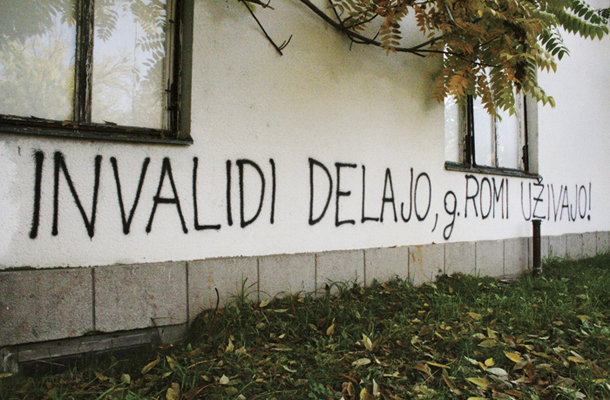 INVALIDI DELAJO, g. ROMI UŽIVAJO!